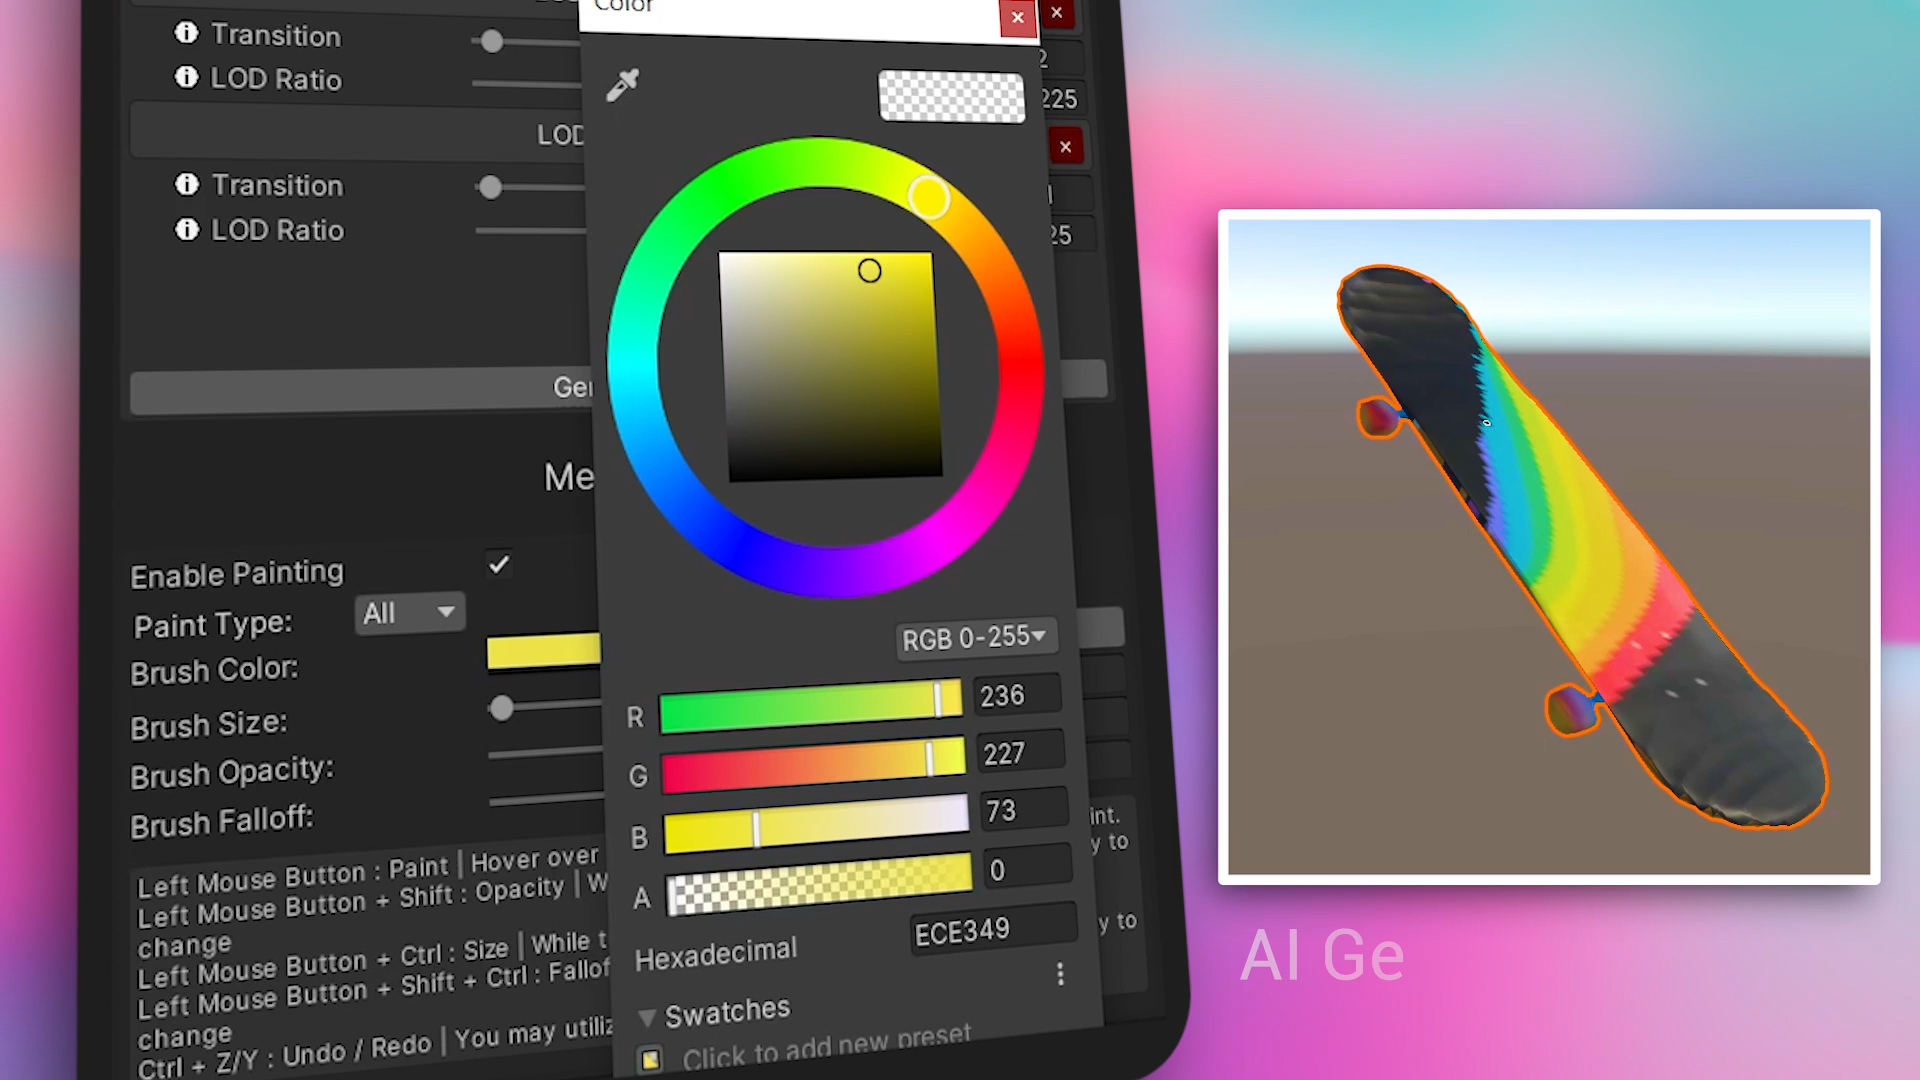 Color
Transition
2
LOD Ratio
225
LOD
Transition
LOD Ratio
25
Ger
Me
Enable Painting
Paint Type: All
Brush Color:
Brush Size:
Brush Opacity:
Brush Falloff:
RGB 0-255
R 236
G 227
B 73
A 0
Hexadecimal ECE349
Swatches
Click to add new preset
Left Mouse Button : Paint | Hover over
int.
Left Mouse Button + Shift : Opacity | W
y to
change
Left Mouse Button + Ctrl : Size | While t
y to
Left Mouse Button + Shift + Ctrl : Fallof
change
Ctrl + Z/Y : Undo / Redo | You may utiliz
AI Ge